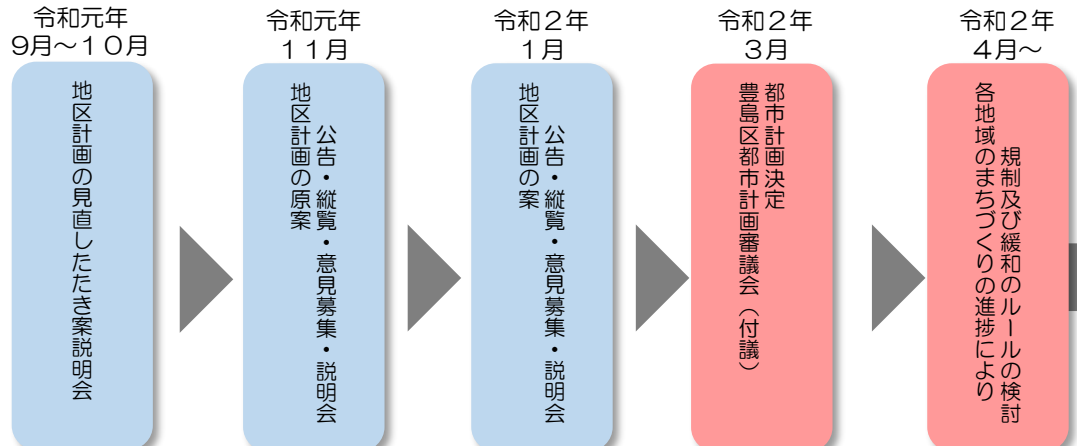 令和元年
9月～１０月
地区計画の見直したたき案説明会
令和元年
１１月
地区計画の原案
公告・縦覧・意見募集・説明会
令和２年
１月
地区計画の案
公告・縦覧・意見募集・説明会
令和２年
３月
豊島区都市計画審議会（付議）
都市計画決定
令和２年
４月～
各地域のまちづくりの進捗により
規制及び緩和のルールの検討